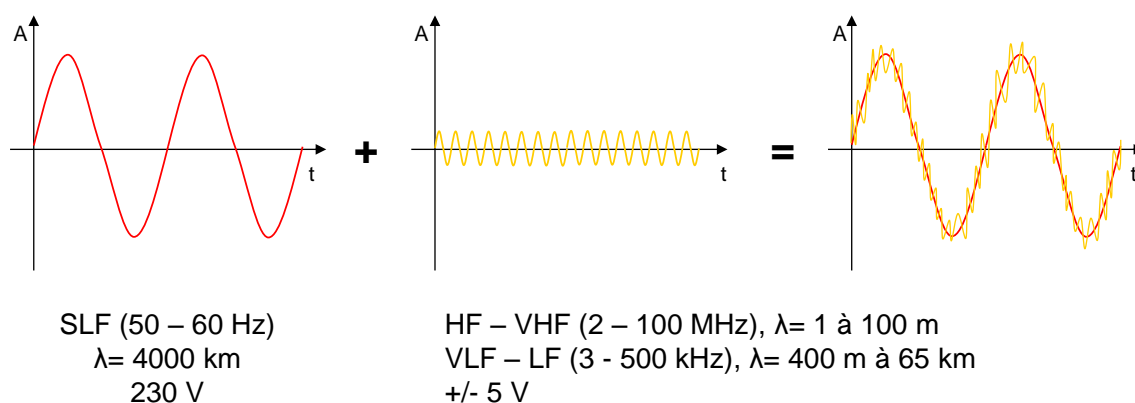 A
t
+
A
t
=
A
t
SLF (50 – 60 Hz)
λ= 4000 km
230 V
HF – VHF (2 – 100 MHz), λ= 1 à 100 m
VLF – LF (3 - 500 kHz), λ= 400 m à 65 km
+/- 5 V